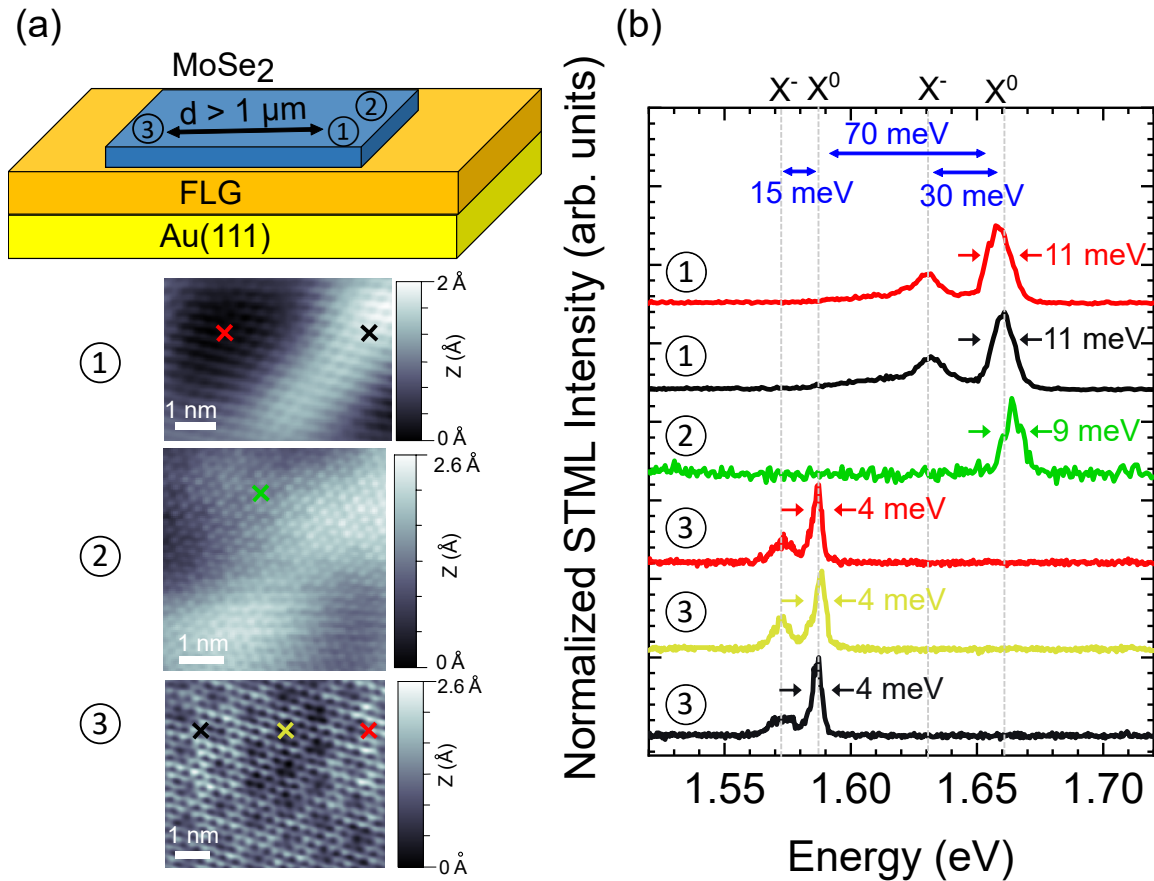 (a)
MoSe2
d > 1 μm
③
②
①
FLG
Au(111)
①
1 nm
2 Å
Z (Å)
0 Å
②
1 nm
2.6 Å
Z (Å)
0 Å
③
1 nm
2.6 Å
Z (Å)
0 Å
(b)
X- X0 X- X0
70 meV
15 meV
30 meV
① 11 meV
① 11 meV
② 9 meV
③ 4 meV
③ 4 meV
③ 4 meV
Normalized STML Intensity (arb. units)
1.55 1.60 1.65 1.70
Energy (eV)